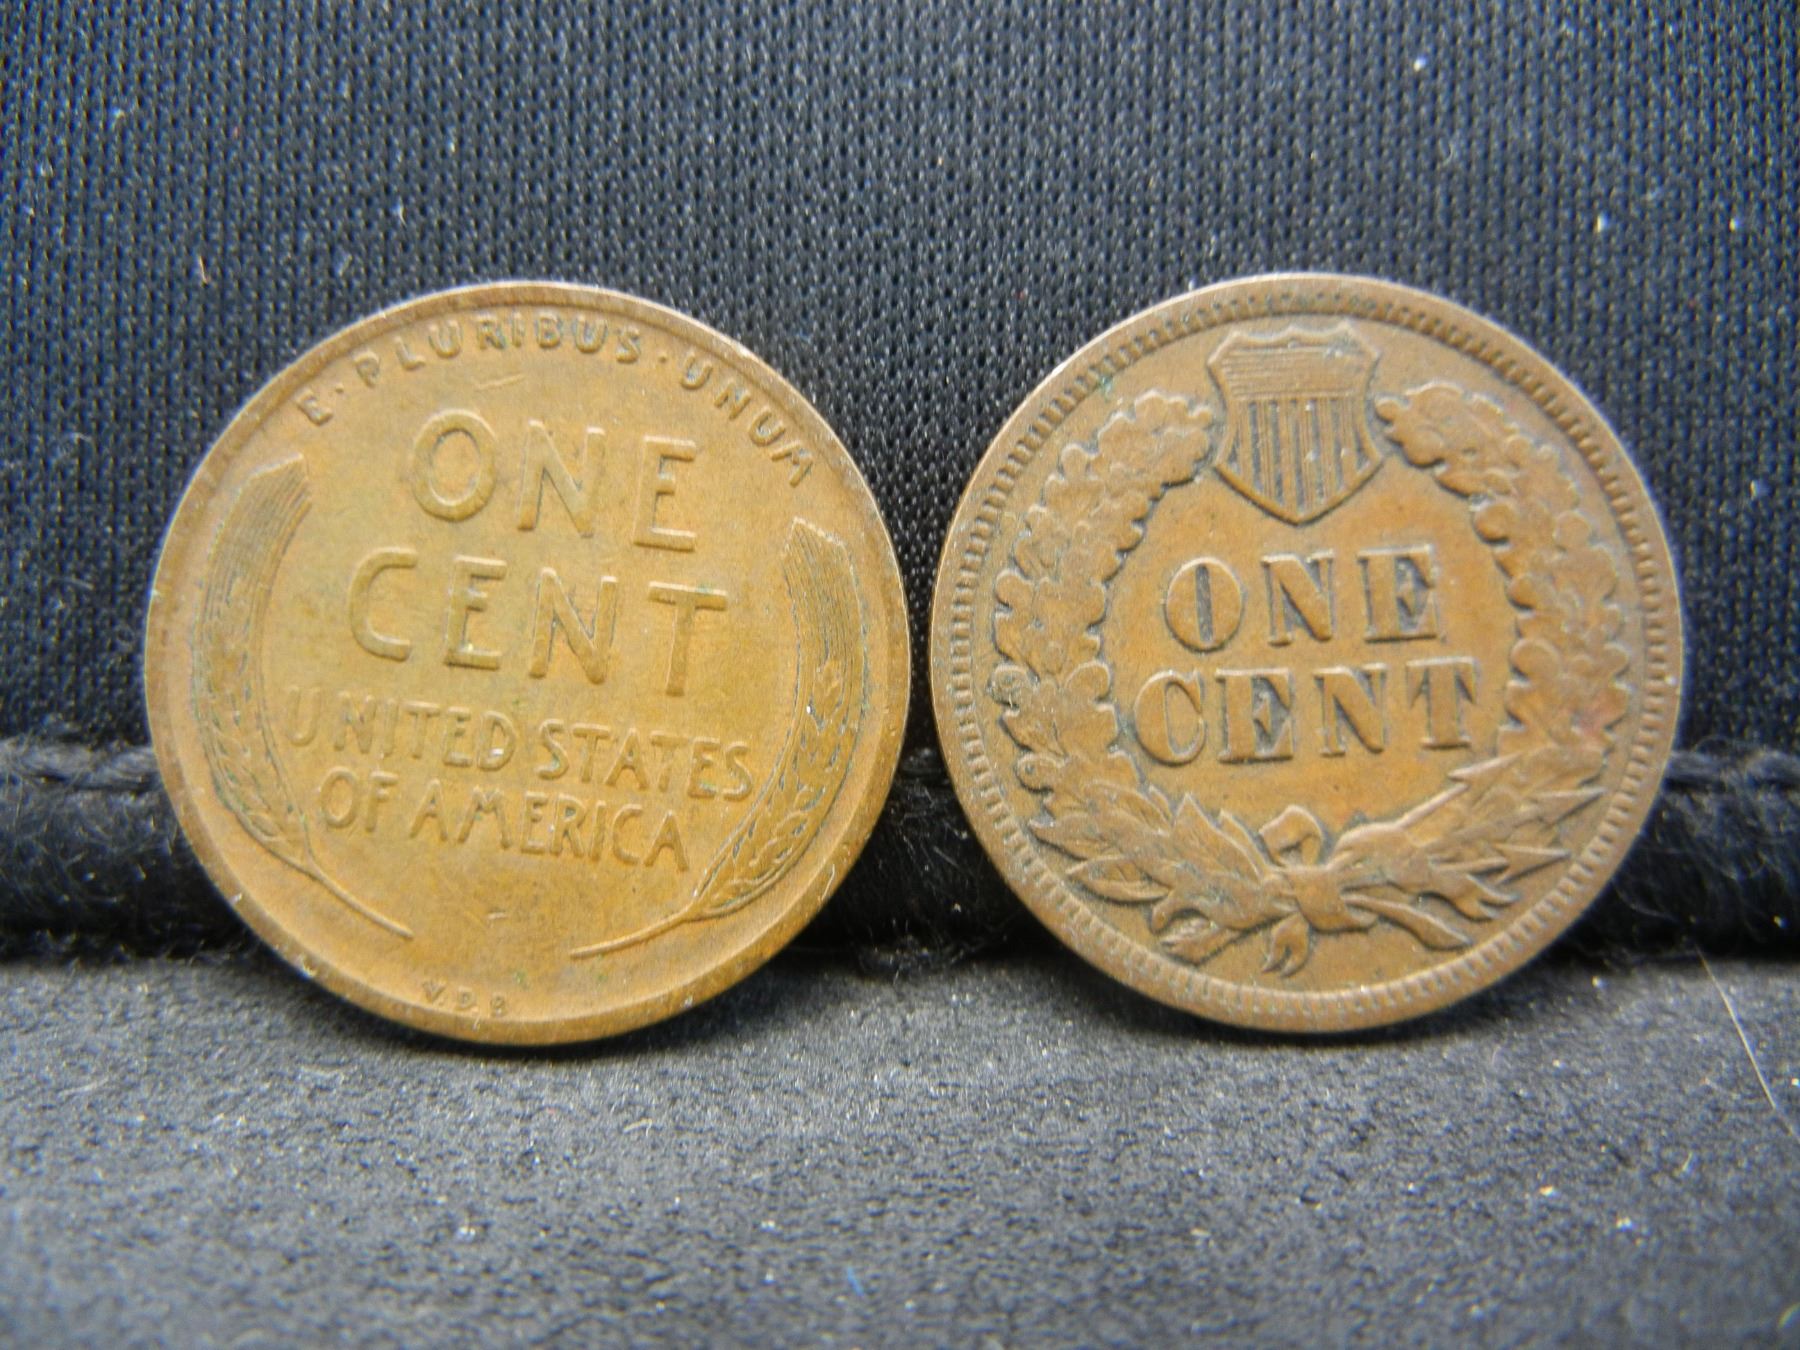 E·PLURIBUS·UNUM
ONE
CENT
UNITED STATES
OF AMERICA
V.D.B
ONE
CENT